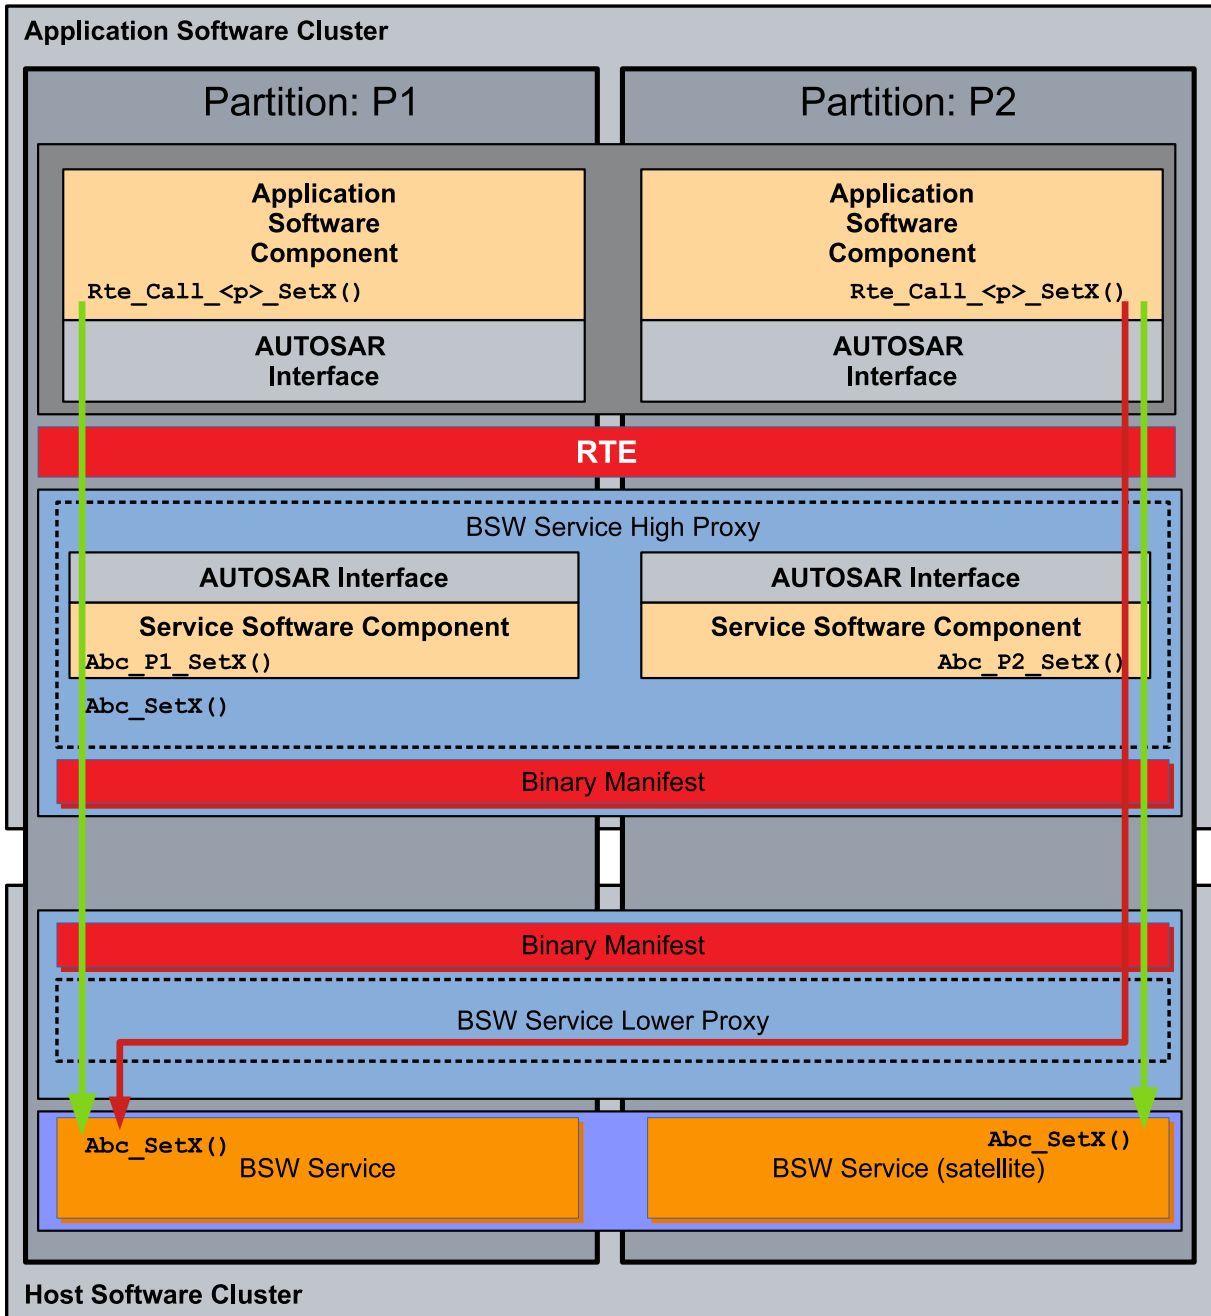 Application Software Cluster
Partition: P1
Partition: P2
Application
Software
Component
Rte_Call_<p>_SetX()
AUTOSAR
Interface
Application
Software
Component
Rte_Call_<p>_SetX()
AUTOSAR
Interface
RTE
BSW Service High Proxy
AUTOSAR Interface
Service Software Component
Abc_P1_SetX()
Abc_SetX()
AUTOSAR Interface
Service Software Component
Abc_P2_SetX()
Binary Manifest
Binary Manifest
BSW Service Lower Proxy
Abc_SetX()
BSW Service
Abc_SetX()
BSW Service (satellite)
Host Software Cluster